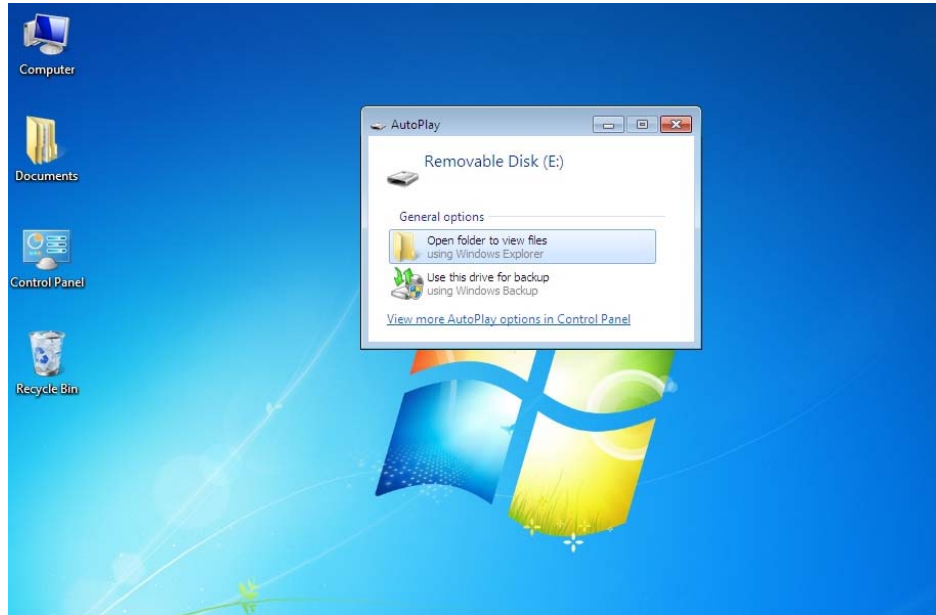 Computer
Documents
Control Panel
Recycle Bin
AutoPlay
Removable Disk (E:)
General options
Open folder to view files
using Windows Explorer
Use this drive for backup
using Windows Backup
View more AutoPlay options in Control Panel